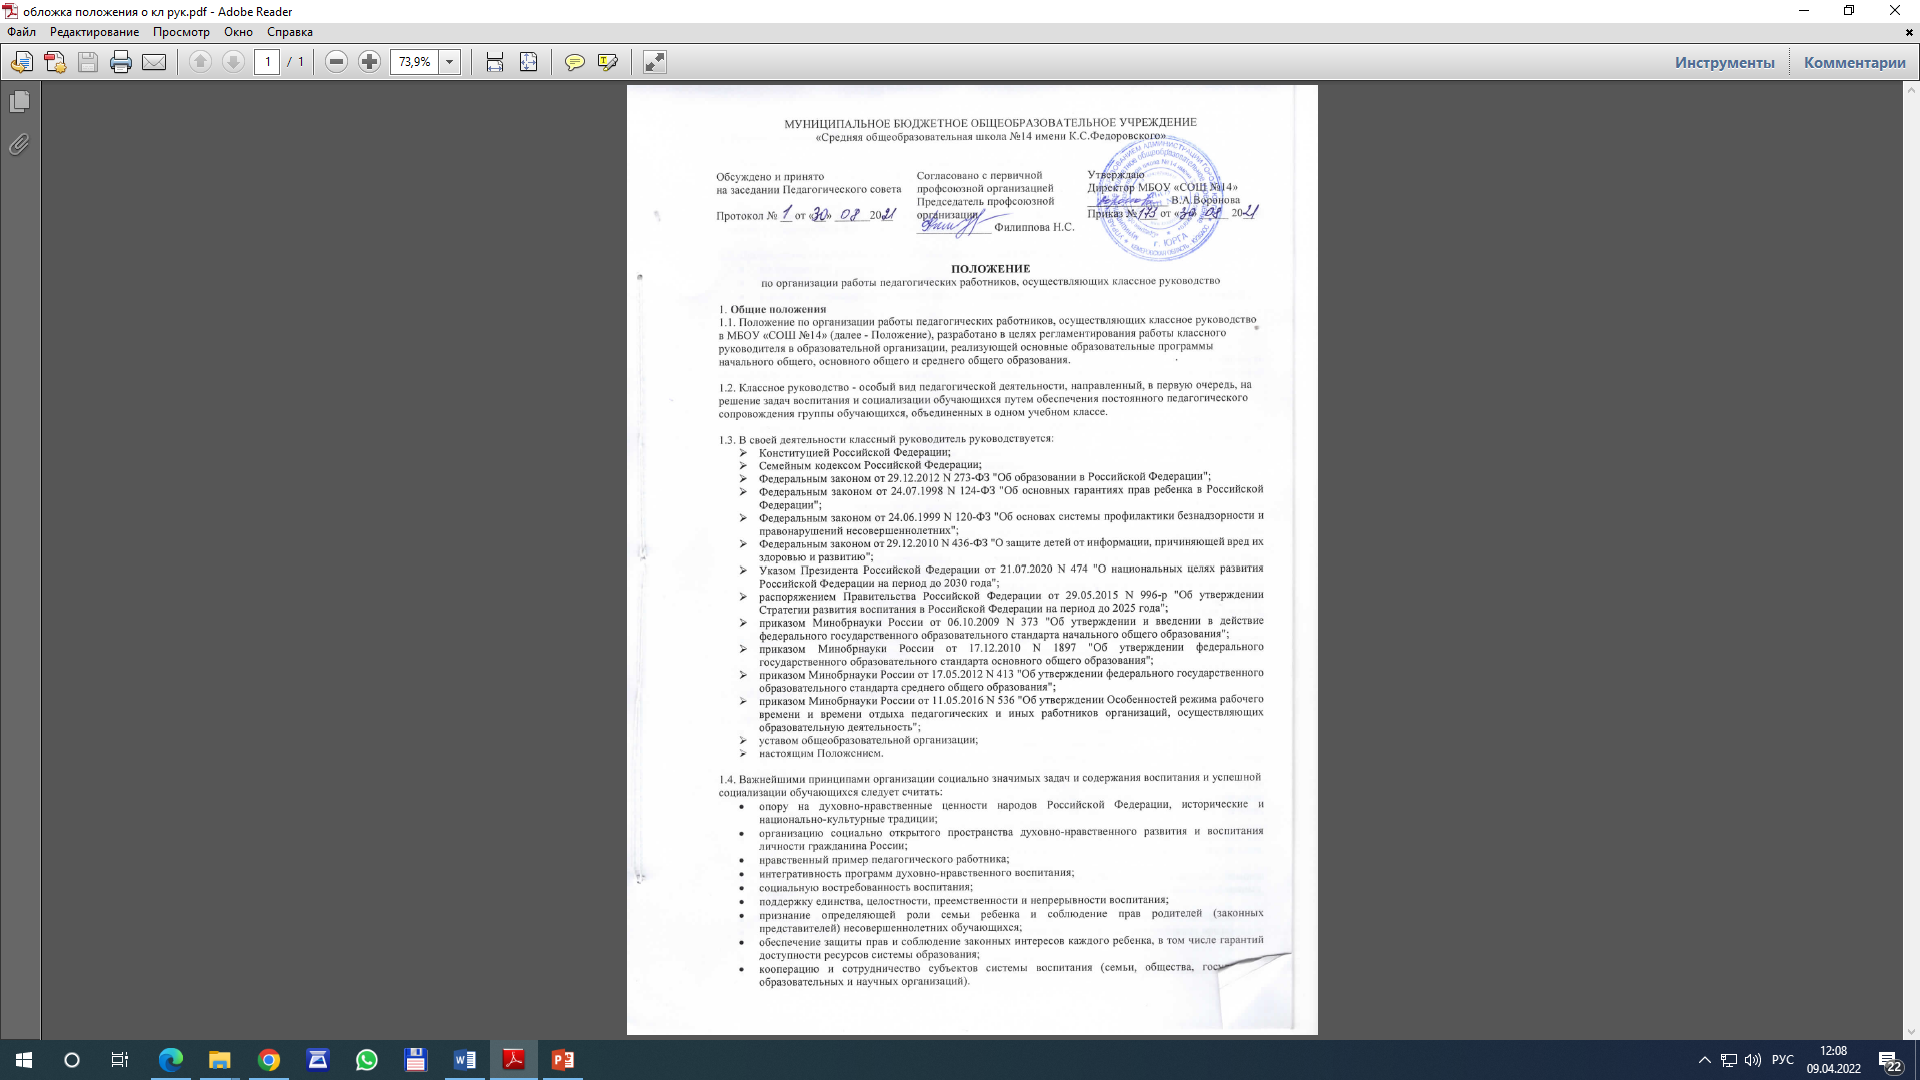 обложка положения о кл рук.pdf - Adobe Reader
Файл Редактирование Просмотр Окно Справка
1 / 1 73,9% Инструменты Комментарии
МУНИЦИПАЛЬНОЕ БЮДЖЕТНОЕ ОБЩЕОБРАЗОВАТЕЛЬНОЕ УЧРЕЖДЕНИЕ
«Средняя общеобразовательная школа №14 имени К.С.Федоровского»
Обсуждено и принято
на заседании Педагогического совета
Протокол № 1 от «30» 08 2021
Согласовано с первичной
профсоюзной организацией
Председатель профсоюзной
организации
Филиппова Н.С.
Утверждаю
Директор МБОУ «СОШ №14»
В.А.Воронова
Приказ № 173 от «30» 08 2021
г. ЮРГА
ПОЛОЖЕНИЕ
по организации работы педагогических работников, осуществляющих классное руководство
1. Общие положения
1.1. Положение по организации работы педагогических работников, осуществляющих классное руководство
в МБОУ «СОШ №14» (далее - Положение), разработано в целях регламентирования работы классного
руководителя в образовательной организации, реализующей основные образовательные программы
начального общего, основного общего и среднего общего образования.
1.2. Классное руководство - особый вид педагогической деятельности, направленный, в первую очередь, на
решение задач воспитания и социализации обучающихся путем обеспечения постоянного педагогического
сопровождения группы обучающихся, объединенных в одном учебном классе.
1.3. В своей деятельности классный руководитель руководствуется:
➢ Конституцией Российской Федерации;
➢ Семейным кодексом Российской Федерации;
➢ Федеральным законом от 29.12.2012 N 273-ФЗ "Об образовании в Российской Федерации";
➢ Федеральным законом от 24.07.1998 N 124-ФЗ "Об основных гарантиях прав ребенка в Российской
Федерации";
➢ Федеральным законом от 24.06.1999 N 120-ФЗ "Об основах системы профилактики безнадзорности и
правонарушений несовершеннолетних";
➢ Федеральным законом от 29.12.2010 N 436-ФЗ "О защите детей от информации, причиняющей вред их
здоровью и развитию";
➢ Указом Президента Российской Федерации от 21.07.2020 N 474 "О национальных целях развития
Российской Федерации на период до 2030 года";
➢ распоряжением Правительства Российской Федерации от 29.05.2015 N 996-р "Об утверждении
Стратегии развития воспитания в Российской Федерации на период до 2025 года";
➢ приказом Минобрнауки России от 06.10.2009 N 373 "Об утверждении и введении в действие
федерального государственного образовательного стандарта начального общего образования";
➢ приказом Минобрнауки России от 17.12.2010 N 1897 "Об утверждении федерального
государственного образовательного стандарта основного общего образования";
➢ приказом Минобрнауки России от 17.05.2012 N 413 "Об утверждении федерального государственного
образовательного стандарта среднего общего образования";
➢ приказом Минобрнауки России от 11.05.2016 N 536 "Об утверждении Особенностей режима рабочего
времени и времени отдыха педагогических и иных работников организаций, осуществляющих
образовательную деятельность";
➢ уставом общеобразовательной организации;
➢ настоящим Положением.
1.4. Важнейшими принципами организации социально значимых задач и содержания воспитания и успешной
социализации обучающихся следует считать:
• опору на духовно-нравственные ценности народов Российской Федерации, исторические и
национально-культурные традиции;
• организацию социально открытого пространства духовно-нравственного развития и воспитания
личности гражданина России;
• нравственный пример педагогического работника;
• интегративность программ духовно-нравственного воспитания;
• социальную востребованность воспитания;
• поддержку единства, целостности, преемственности и непрерывности воспитания;
• признание определяющей роли семьи ребенка и соблюдение прав родителей (законных
представителей) несовершеннолетних обучающихся;
• обеспечение защиты прав и соблюдение законных интересов каждого ребенка, в том числе гарантий
доступности ресурсов системы образования;
• кооперацию и сотрудничество субъектов системы воспитания (семьи, общества,
образовательных и научных организаций).
РУС 12:08
09.04.2022 22